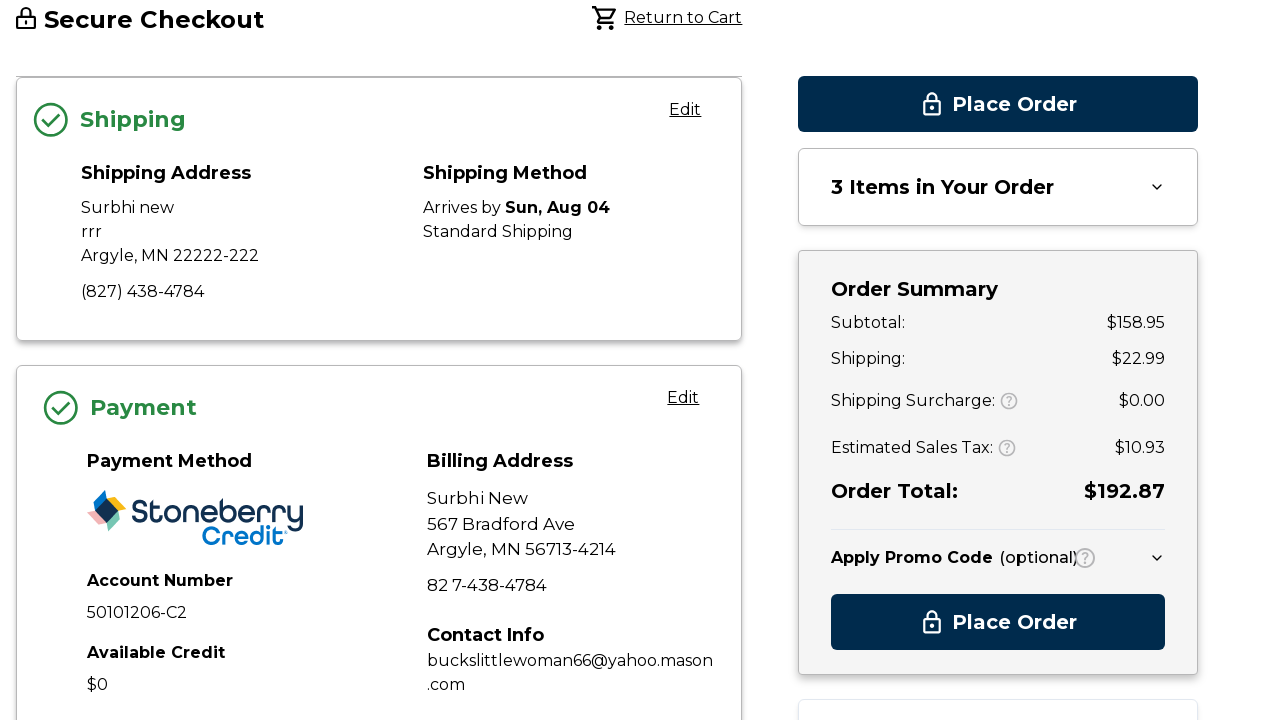 Secure Checkout
Return to Cart
Shipping
Edit
Shipping Address
Surbhi new
rrr
Argyle, MN 22222-222
(827) 438-4784
Shipping Method
Arrives by Sun, Aug 04
Standard Shipping
Payment
Edit
Payment Method
Stoneberry
Credit
Account Number
50101206-C2
Available Credit
$0
Billing Address
Surbhi New
567 Bradford Ave
Argyle, MN 56713-4214
82 7-438-4784
Contact Info
buckslittlewoman66@yahoo.mason
.com
Place Order
3 Items in Your Order
Order Summary
Subtotal: $158.95
Shipping: $22.99
Shipping Surcharge: $0.00
Estimated Sales Tax: $10.93
Order Total: $192.87
Apply Promo Code (optional)
Place Order